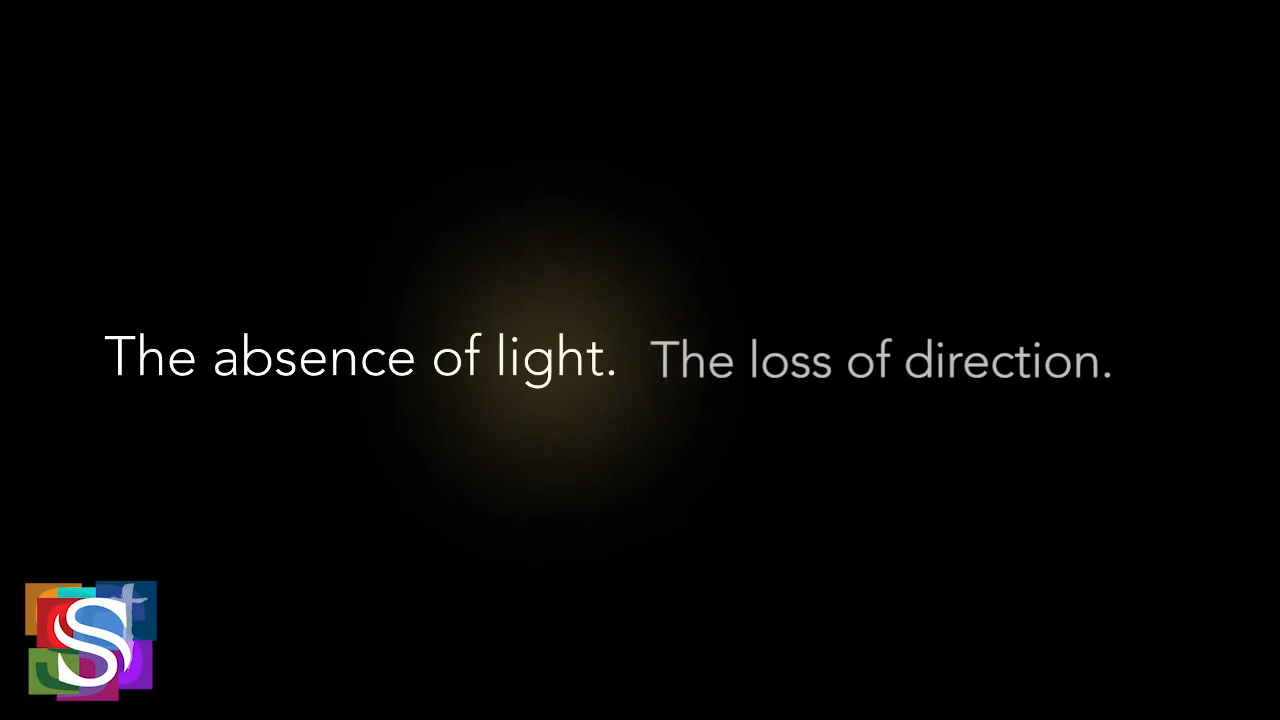 The absence of light. The loss of direction.
S t